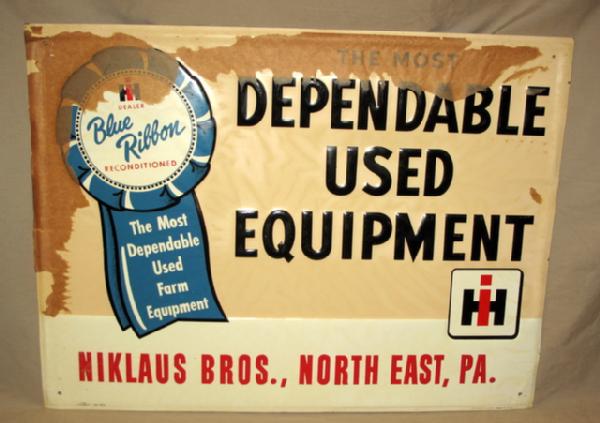 THE MOST
DEPENDABLE
USED
EQUIPMENT
IH
DEALER
Blue
Ribbon
RECONDITIONED
The Most
Dependable
Used
Farm
Equipment
IH
NIKLAUS BROS., NORTH EAST, PA.